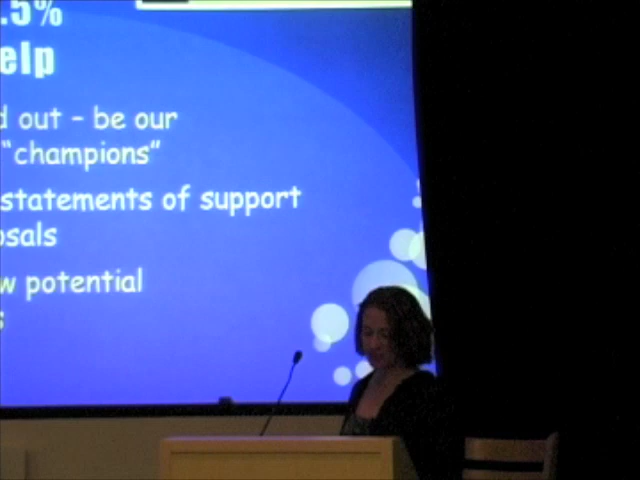 .5%
elp
d out – be our
“champions”
statements of support
osals
w potential
s